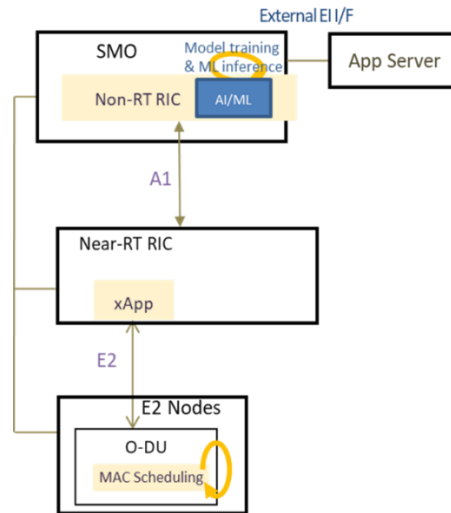 External EI I/F
SMO
Model training
& ML inference
App Server
Non-RT RIC
AI/ML
A1
Near-RT RIC
xApp
E2
E2 Nodes
O-DU
MAC Scheduling